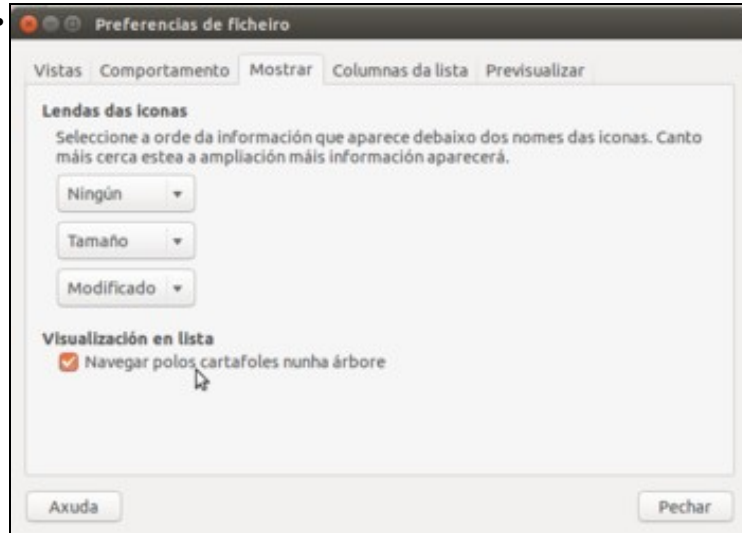 Preferencias de ficheiro
Vistas Comportamento Mostrar Columnas da lista Previsualizar
Lendas das iconas
Seleccione a orde da información que aparece debaixo dos nomes das iconas. Canto
máis cerca estea a ampliación máis información aparecerá.
Ningún
Tamaño
Modificado
Visualización en lista
Navegar polos cartafoles nunha árbore
Axuda Pechar